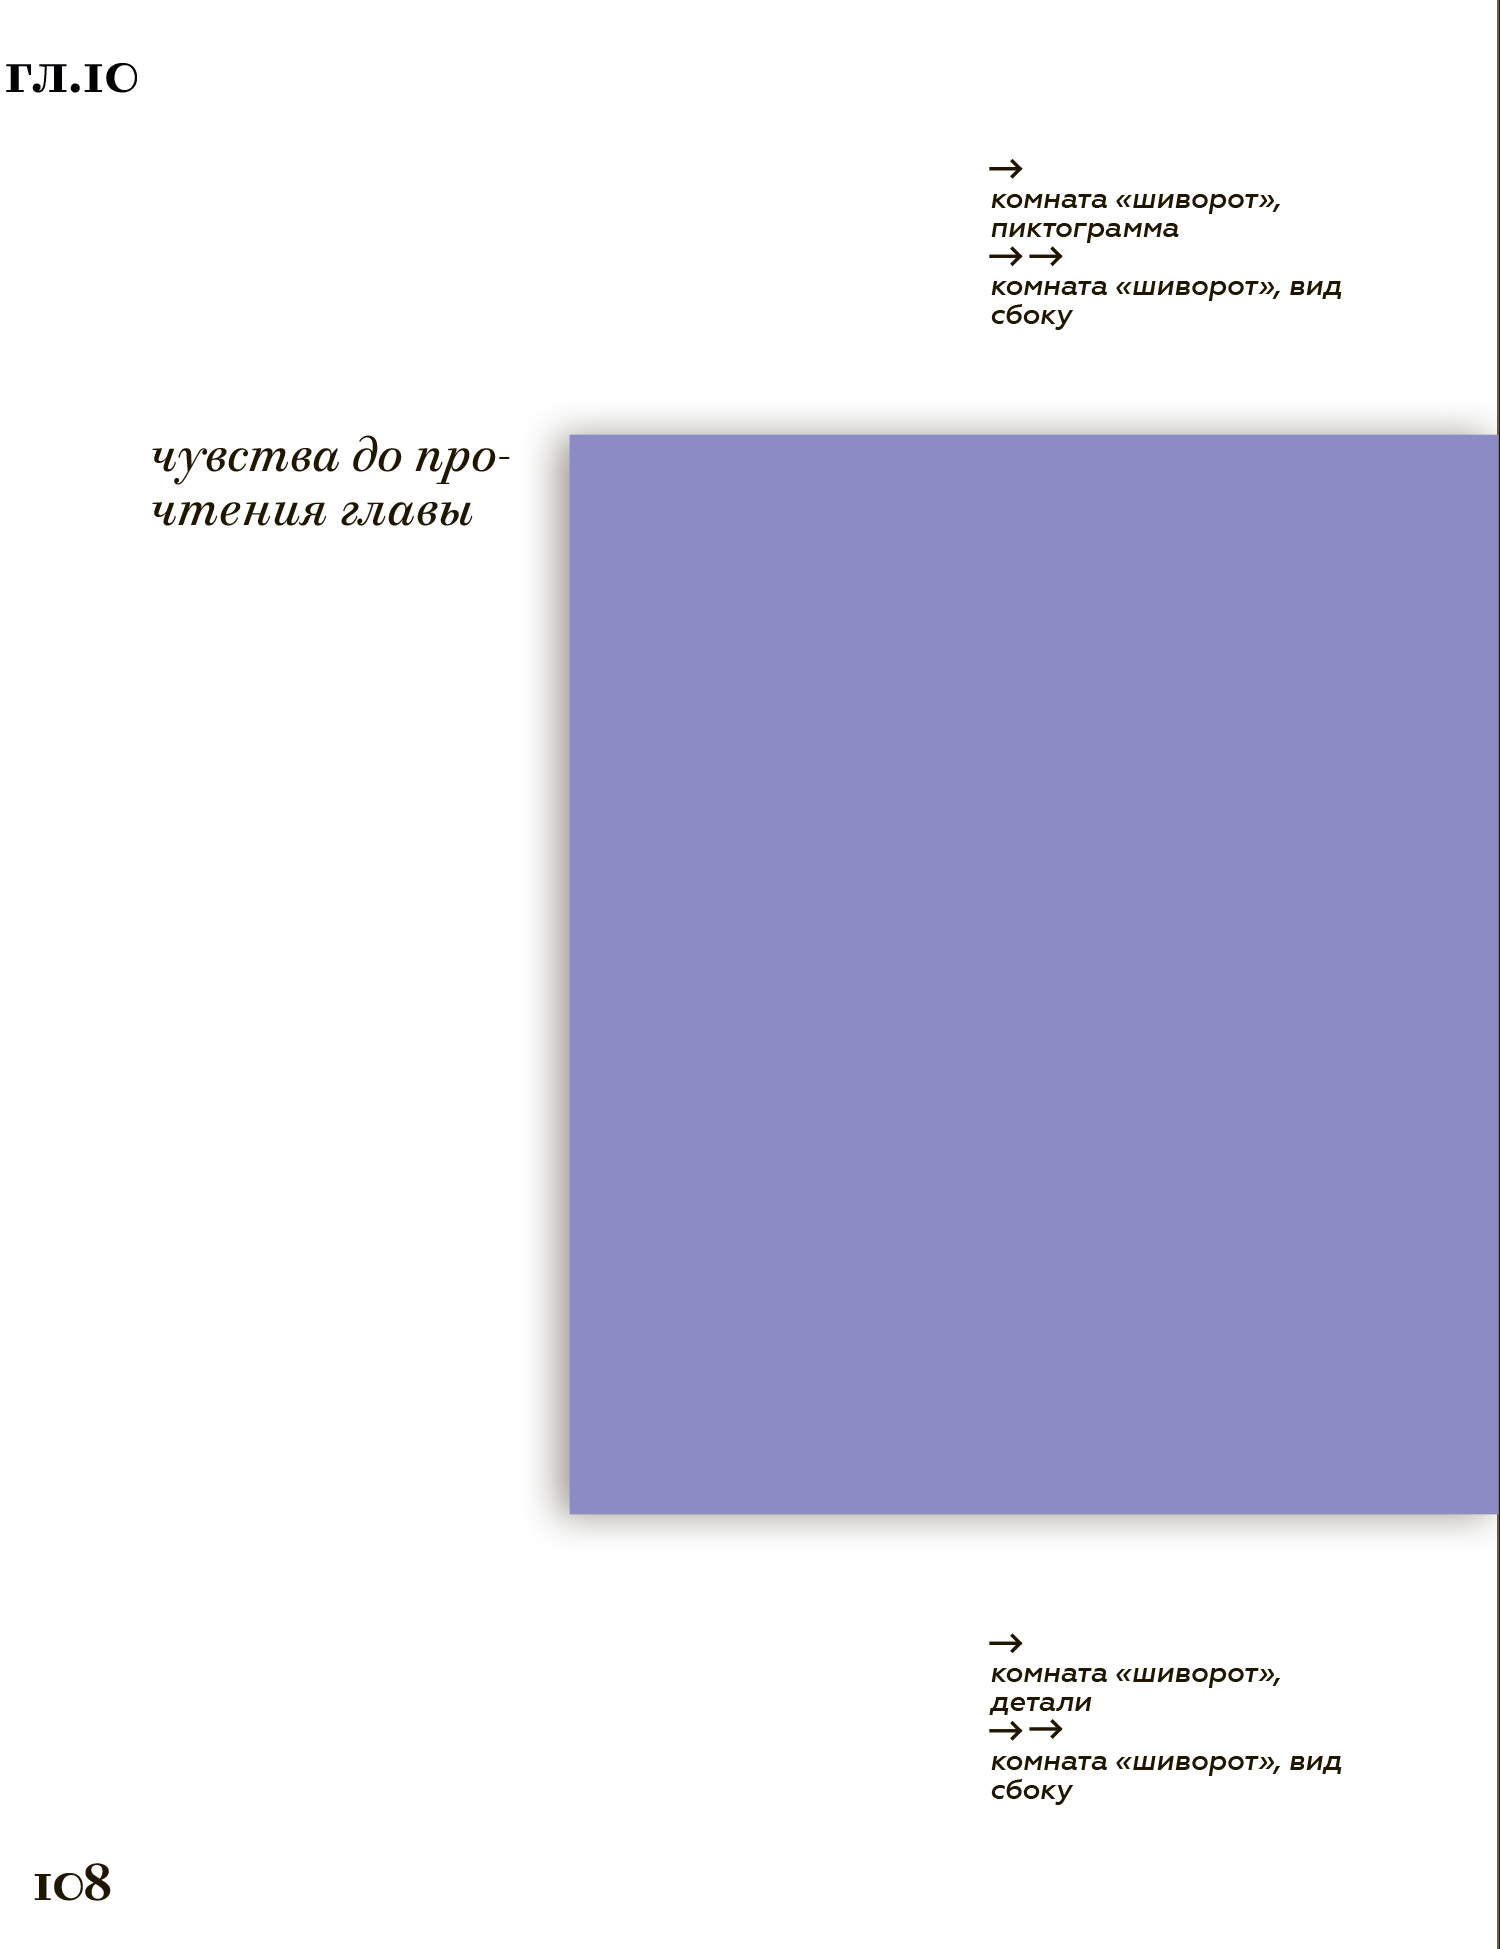 гл.10
→
комната «шиворот»,
пиктограмма
→ →
комната «шиворот», вид
сбоку
чувства до про-
чтения главы
→
комната «шиворот»,
детали
→ →
комната «шиворот», вид
сбоку
108